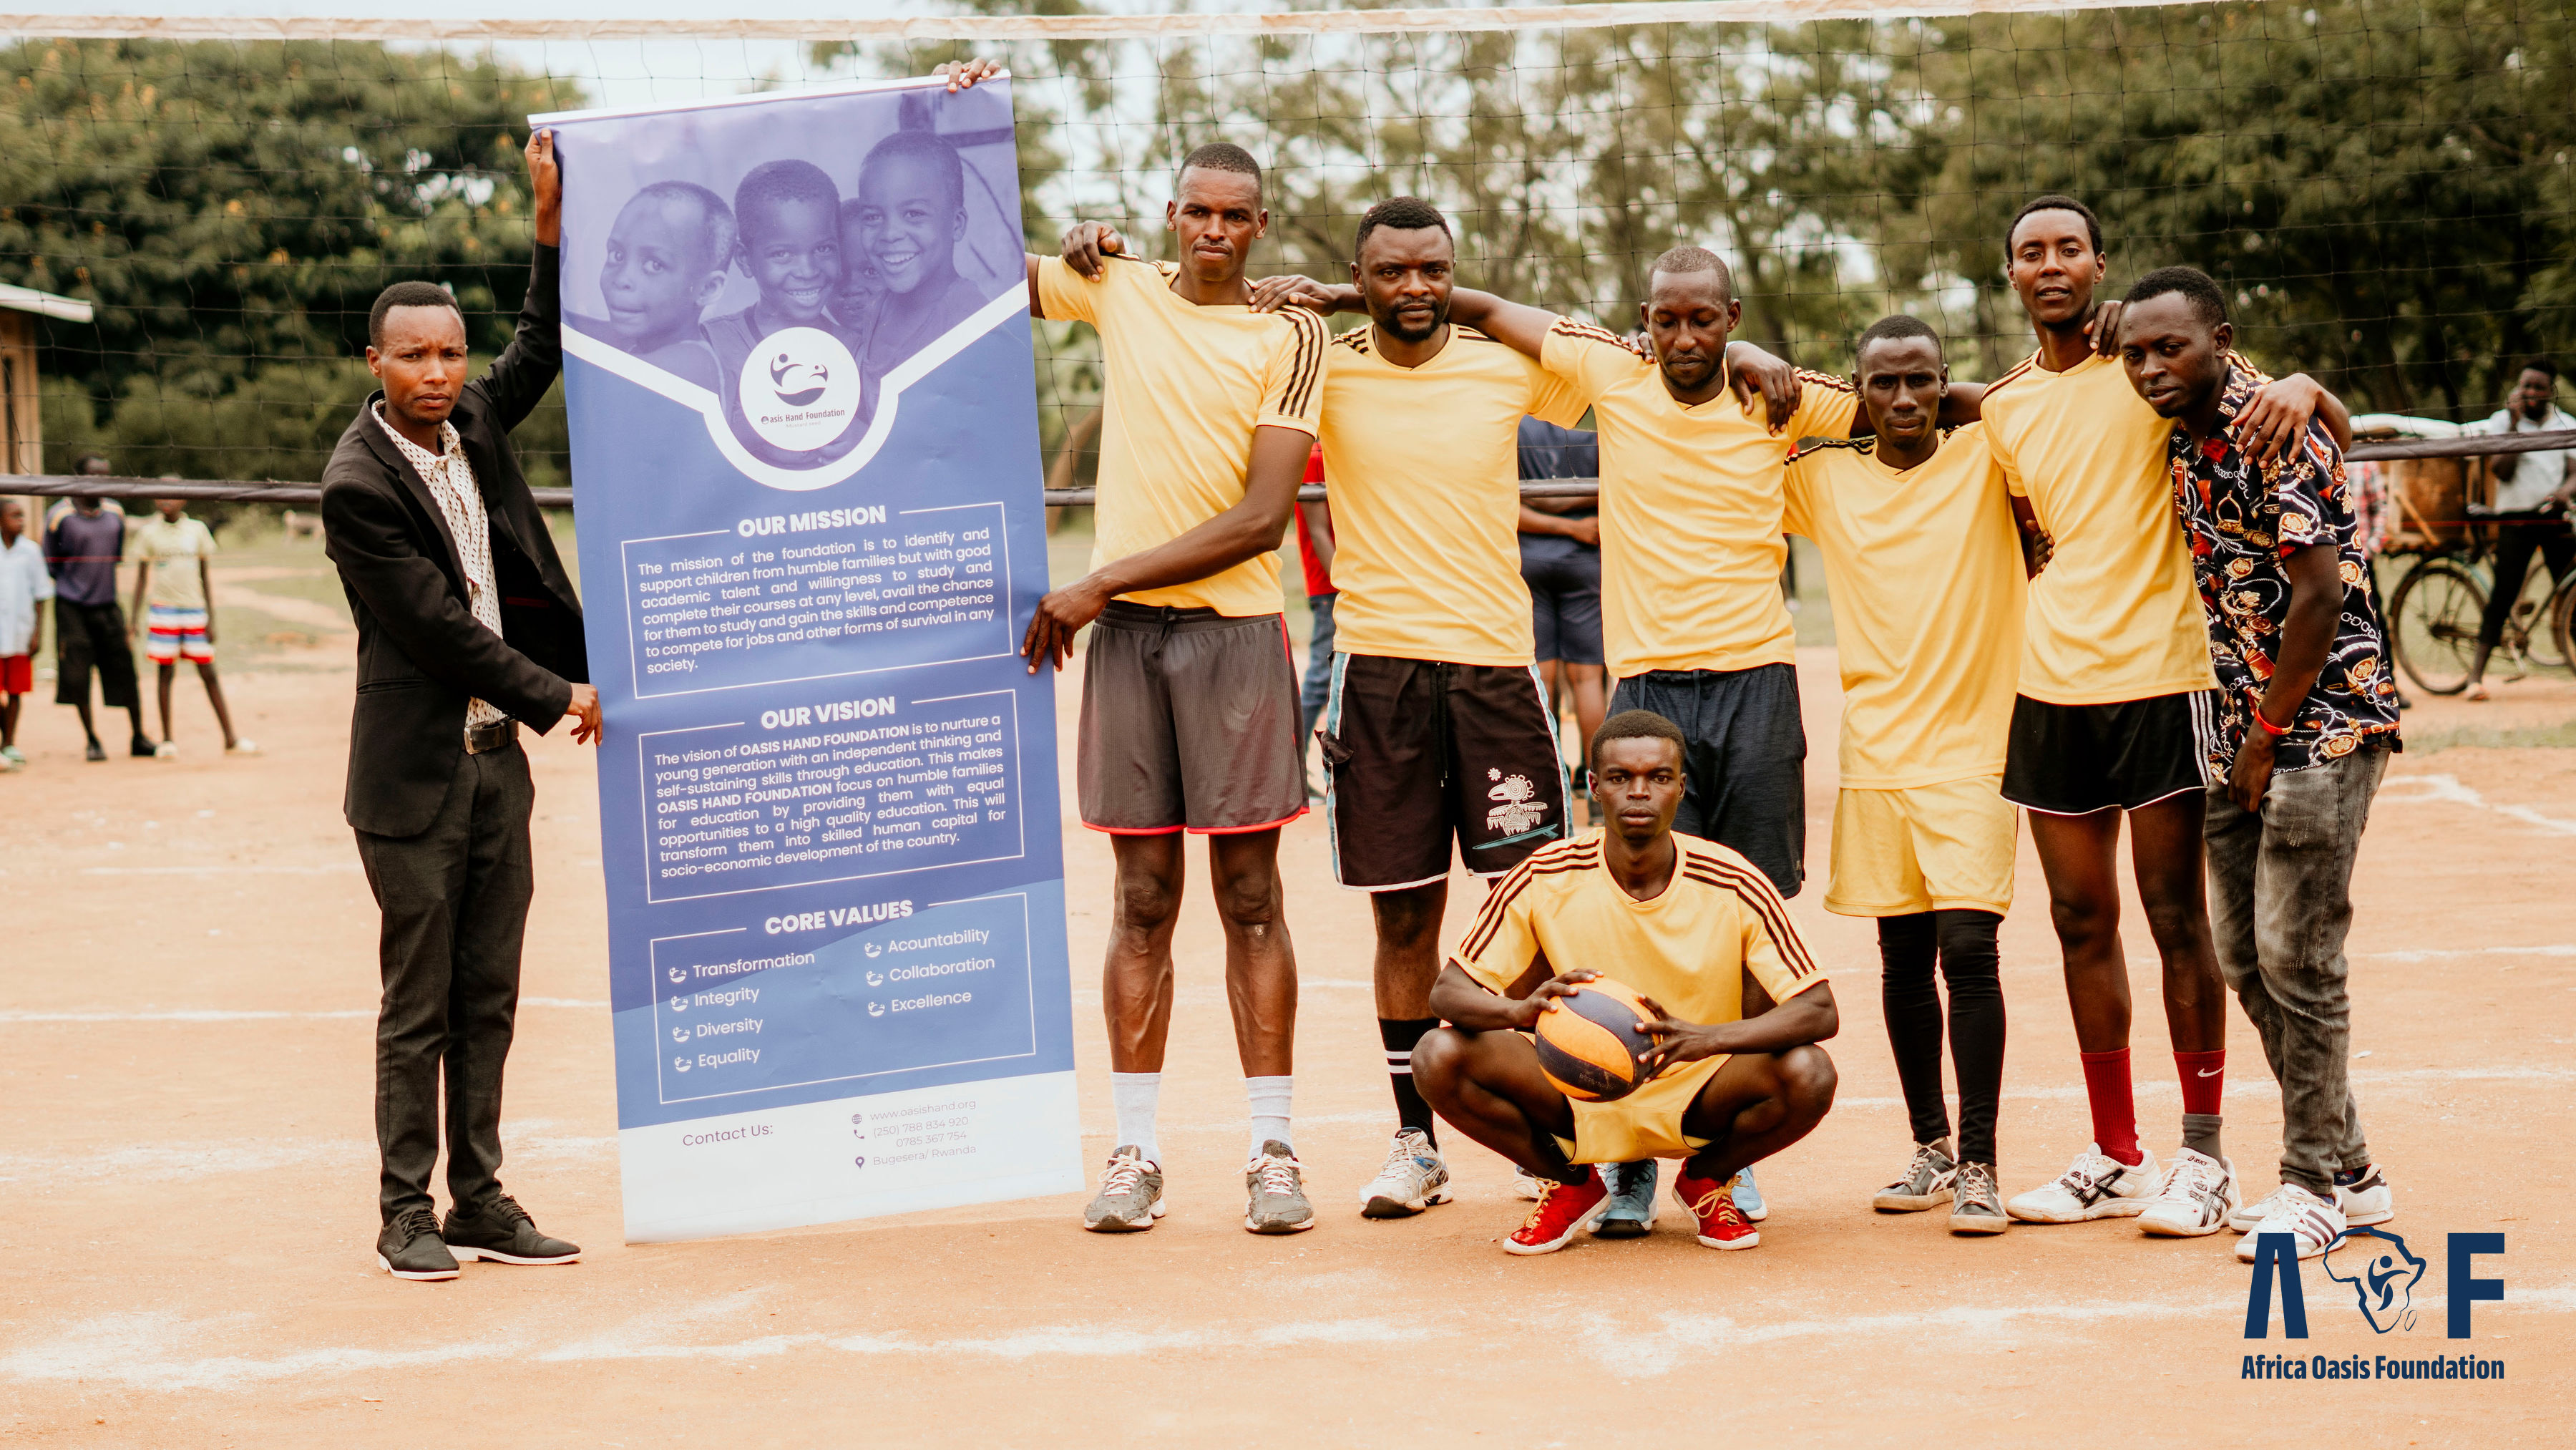 Oasis Hand Foundation
OUR MISSION
The mission of the foundation is to identify and
support children from humble families but with good
academic talent and willingness to study and
complete their courses at any level, avail the chance
for them to study and gain the skills and competence
to compete for jobs and other forms of survival in any
society.
OUR VISION
The vision of OASIS HAND FOUNDATION is to nurture a
young generation with an independent thinking and
self-sustaining skills through education. This makes
OASIS HAND FOUNDATION focus on humble families
for education by providing them with equal
opportunities to a high quality education. This will
transform them into skilled human capital for
socio-economic development of the country.
CORE VALUES
Transformation
Integrity
Diversity
Equality
Acountability
Collaboration
Excellence
Contact Us:
www.oasishand.org
(250) 788 834 920
0785 367 754
Bugesera/ Rwanda
A F
Africa Oasis Foundation